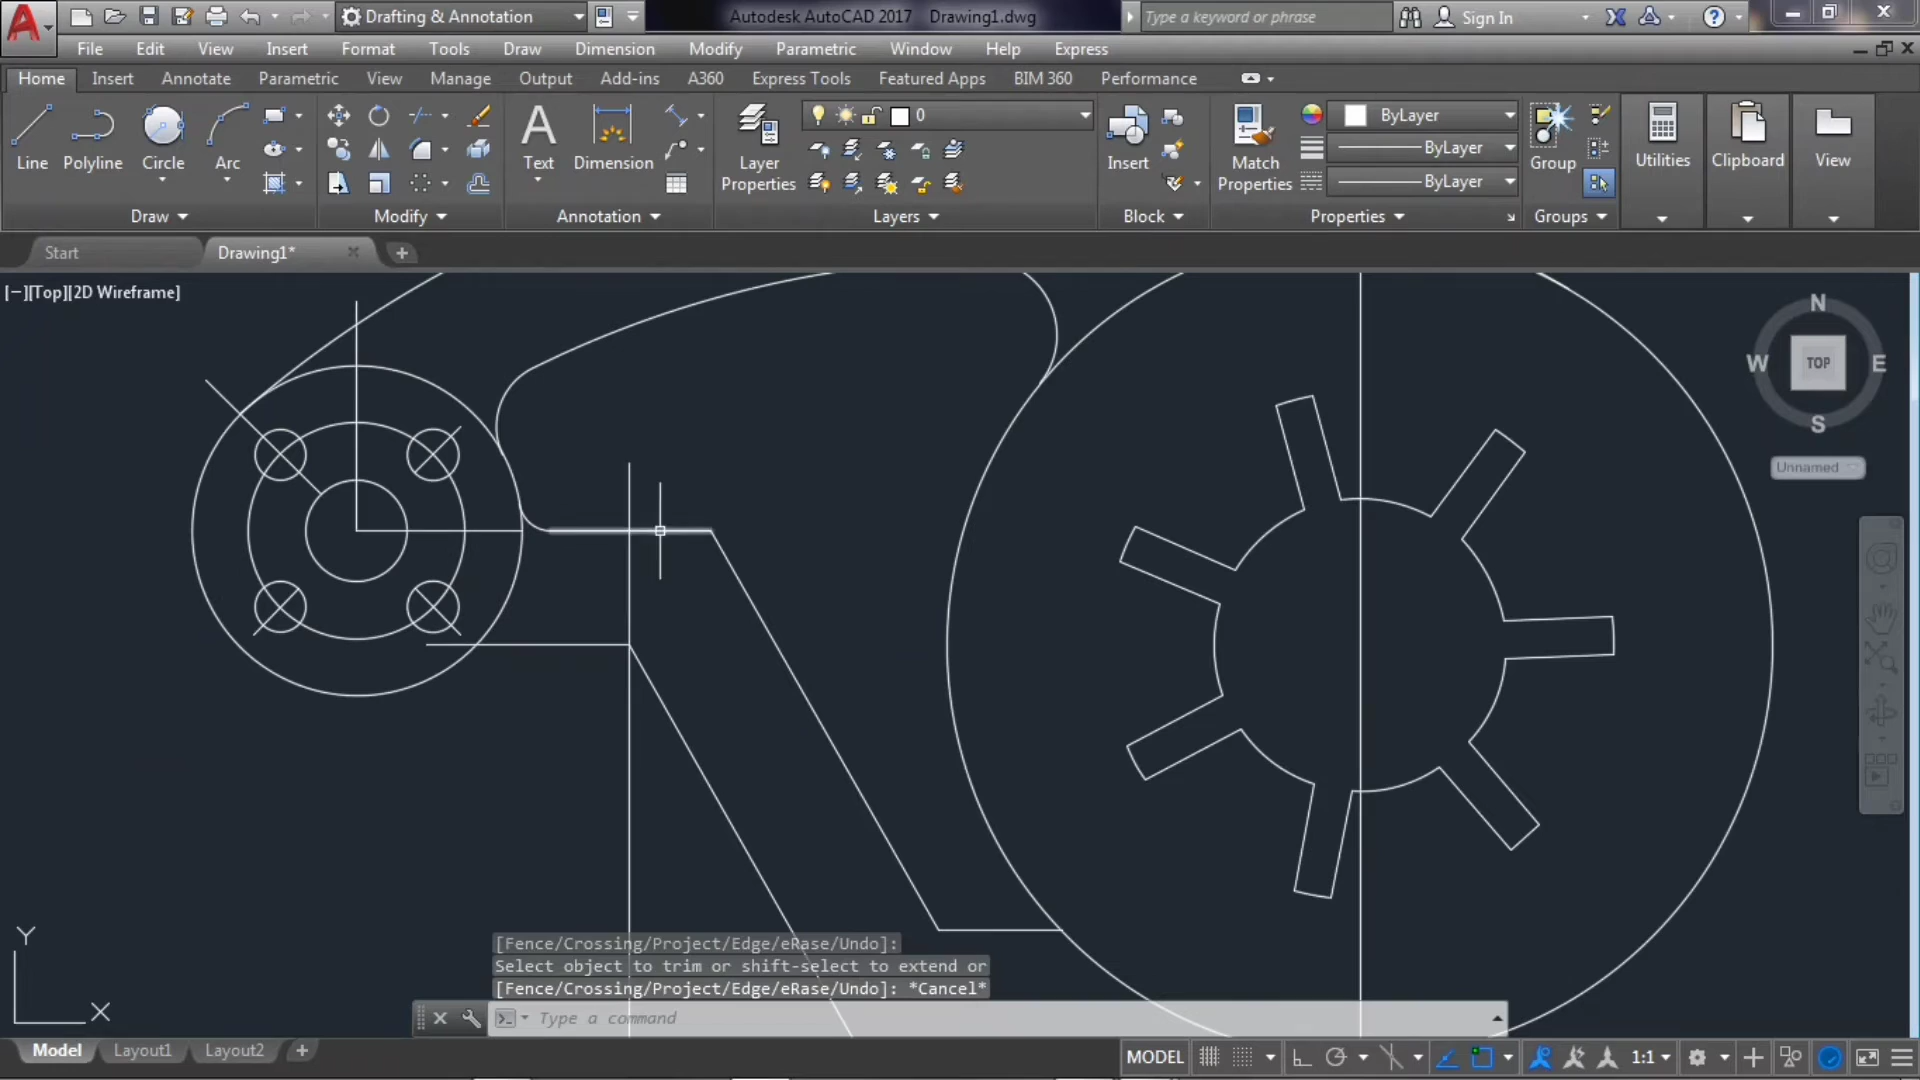 Drafting & Annotation
Autodesk AutoCAD 2017 Drawing1.dwg
Type a keyword or phrase
Sign In
File Edit View Insert Format Tools Draw Dimension Modify Parametric Window Help Express
Home Insert Annotate Parametric View Manage Output Add-ins A360 Express Tools Featured Apps BIM 360 Performance
0
ByLayer
ByLayer
ByLayer
Line Polyline Circle Arc
Text Dimension
Layer Properties
Insert
Match Properties
Group
Utilities
Clipboard
View
Draw Modify Annotation Layers Block Properties Groups
Start Drawing1*
[−][Top][2D Wireframe]
N
W TOP E
S
Unnamed
Y
X
[Fence/Crossing/Project/Edge/eRase/Undo]:
Select object to trim or shift-select to extend or
[Fence/Crossing/Project/Edge/eRase/Undo]: *Cancel*
Type a command
Model Layout1 Layout2
MODEL 1:1